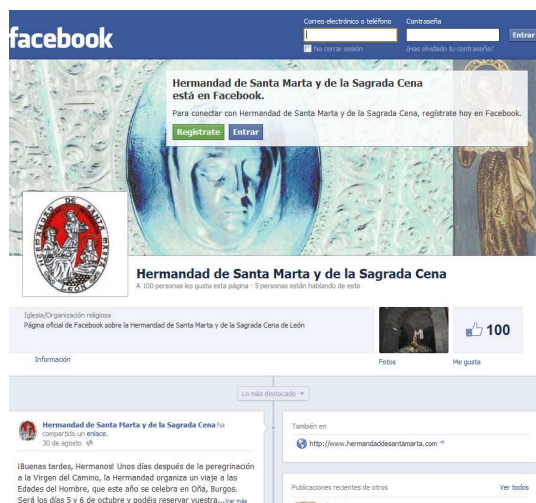 facebook
Correo electrónico o teléfono
Contraseña
No cerrar sesión
¿Has olvidado tu contraseña?
Entrar
Hermandad de Santa Marta y de la Sagrada Cena
está en Facebook.
Para conectar con Hermandad de Santa Marta y de la Sagrada Cena, regístrate hoy en Facebook.
Regístrate
Entrar
HERMANDAD DE SANTA MARTA
LEÓN
Hermandad de Santa Marta y de la Sagrada Cena
A 100 personas les gusta esta página · 5 personas están hablando de esto
Iglesia/Organización religiosa
Página oficial de Facebook sobre la Hermandad de Santa Marta y de la Sagrada Cena de León
100
Información
Fotos
Me gusta
Lo más destacado
Hermandad de Santa Marta y de la Sagrada Cena ha
compartido un enlace.
30 de agosto
¡Buenas tardes, Hermanos! Unos días después de la peregrinación
a la Virgen del Camino, la Hermandad organiza un viaje a las
Edades del Hombre, que este año se celebra en Oña, Burgos.
Será los días 5 y 6 de octubre y podéis reservar vuestra...Ver más
También en
http://www.hermandaddesantamarta.com
Publicaciones recientes de otros
Ver todos